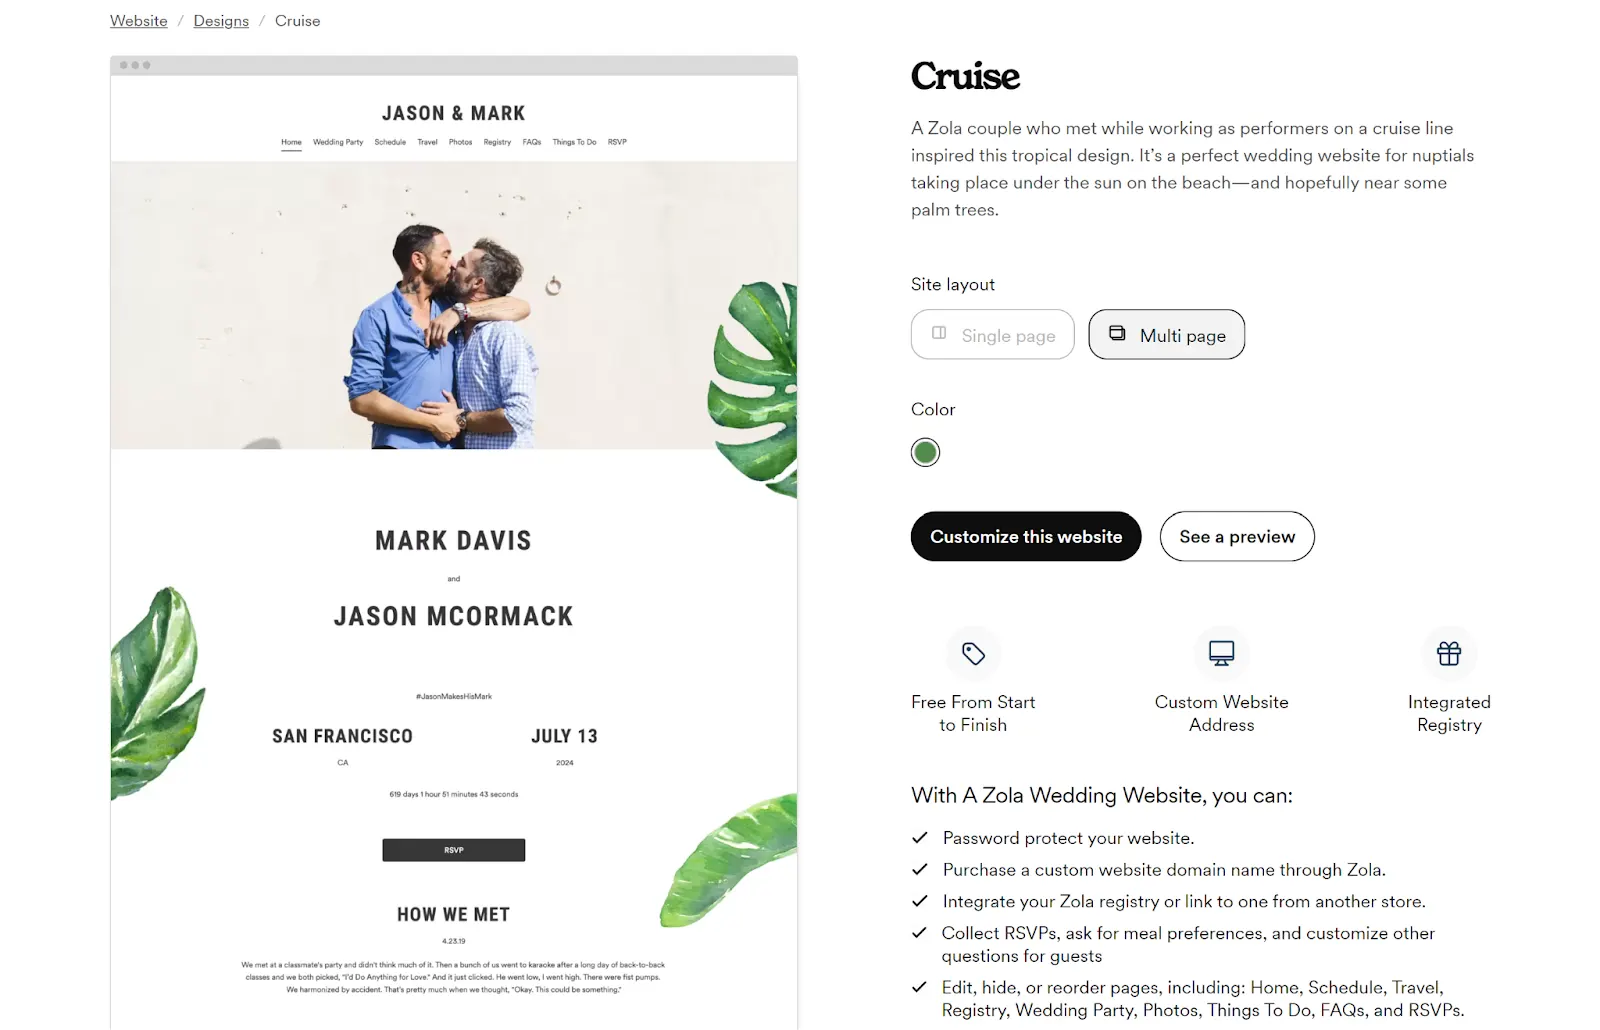 Website / Designs / Cruise
JASON & MARK
Home Wedding Party Schedule Travel Photos Registry FAQs Things To Do RSVP
MARK DAVIS
and
JASON MCORMACK
#JasonMakesHisMark
SAN FRANCISCO
CA
JULY 13
2024
619 days 1 hour 51 minutes 43 seconds
RSVP
HOW WE MET
4.23.19
We met at a classmate's party and didn't think much of it. Then a bunch of us went to karaoke after a long day of back-to-back
classes and we both picked, "I'd Do Anything for Love." And it just clicked. He went low, I went high. There were fist pumps.
We harmonized by accident. That's pretty much when we thought, "Okay. This could be something."
Cruise
A Zola couple who met while working as performers on a cruise line
inspired this tropical design. It's a perfect wedding website for nuptials
taking place under the sun on the beach—and hopefully near some
palm trees.
Site layout
Single page
Multi page
Color
Customize this website
See a preview
Free From Start
to Finish
Custom Website
Address
Integrated
Registry
With A Zola Wedding Website, you can:
Password protect your website.
Purchase a custom website domain name through Zola.
Integrate your Zola registry or link to one from another store.
Collect RSVPs, ask for meal preferences, and customize other
questions for guests
Edit, hide, or reorder pages, including: Home, Schedule, Travel,
Registry, Wedding Party, Photos, Things To Do, FAQs, and RSVPs.